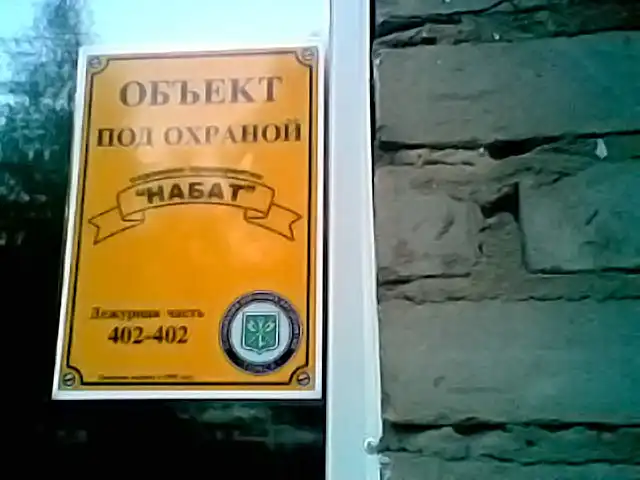 ОБЪЕКТ
ПОД ОХРАНОЙ
"НАБАТ"
Дежурная часть
402-402